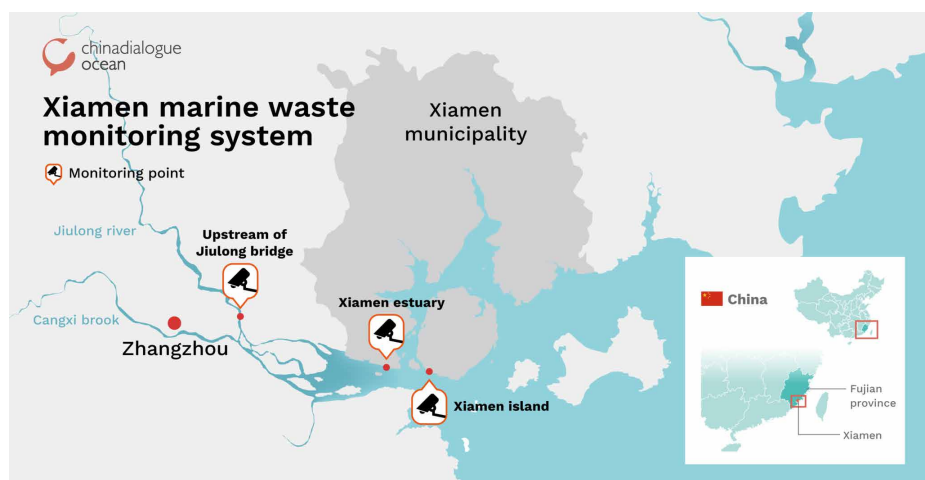 chinadialogue
ocean
Xiamen marine waste
monitoring system
Monitoring point
Xiamen
municipality
Jiulong river
Upstream of
Jiulong bridge
Cangxi brook
Zhangzhou
Xiamen estuary
Xiamen island
China
Fujian
province
Xiamen